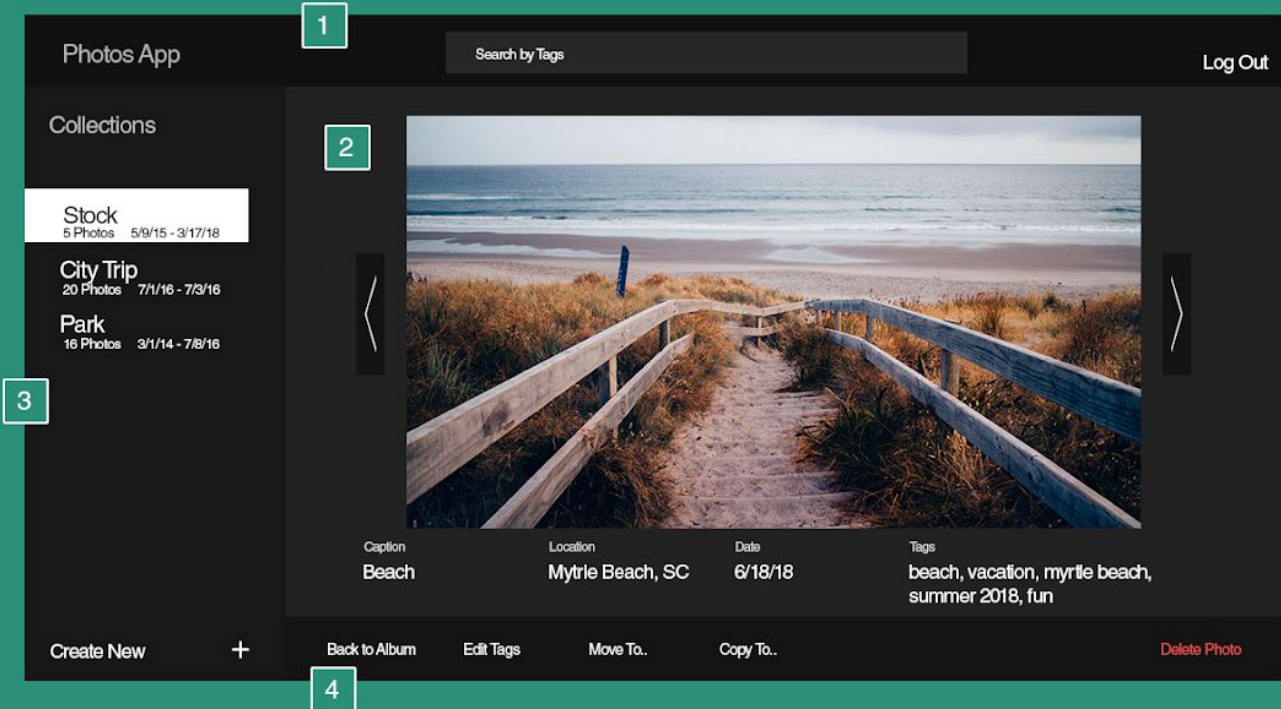 1
Photos App
Search by Tags
Log Out
Collections
2
Stock
5 Photos 5/9/15 - 3/17/18
City Trip
20 Photos 7/1/16 - 7/3/16
Park
16 Photos 3/1/14 - 7/8/16
3
Caption
Beach
Location
Mytrle Beach, SC
Date
6/18/18
Tags
beach, vacation, myrtle beach,
summer 2018, fun
Create New +
Back to Album
Edit Tags
Move To..
Copy To..
Delete Photo
4